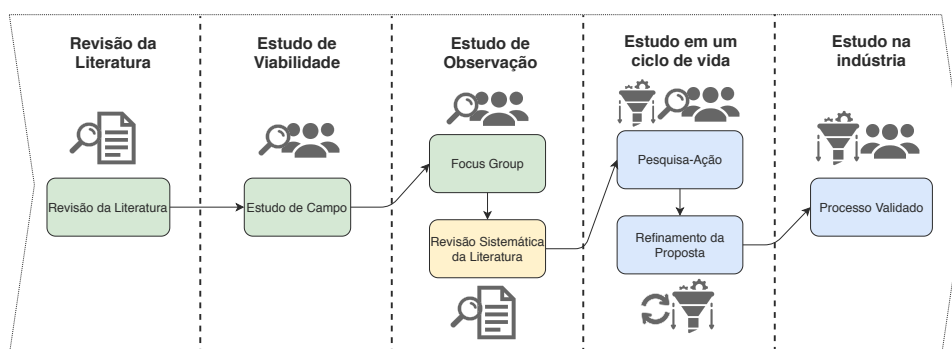 Revisão da
Literatura
Estudo de
Viabilidade
Estudo de
Observação
Estudo em um
ciclo de vida
Estudo na
indústria
Revisão da Literatura
Estudo de Campo
Focus Group
Revisão Sistemática
da Literatura
Pesquisa-Ação
Refinamento da
Proposta
Processo Validado